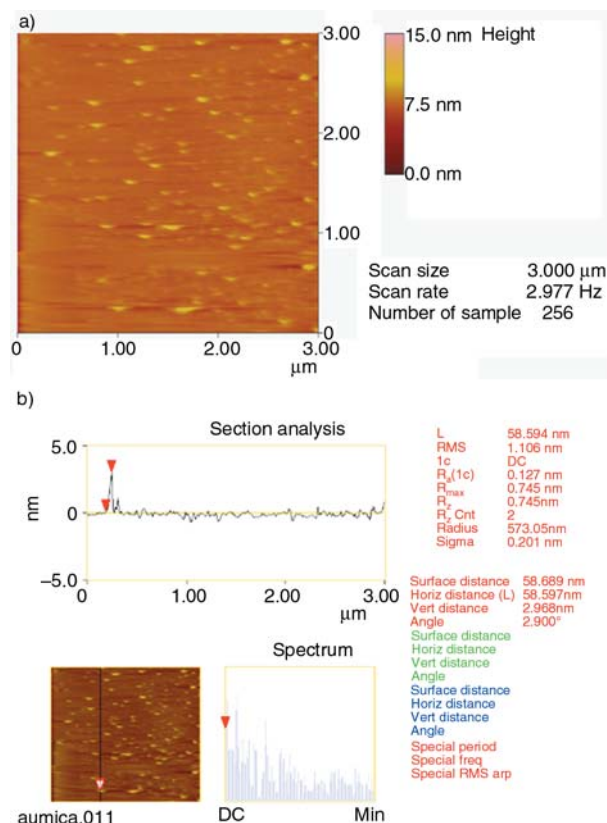 a)
3.00
2.00
1.00
0
0 1.00 2.00 3.00
μm
15.0 nm Height
7.5 nm
0.0 nm
Scan size 3.000 μm
Scan rate 2.977 Hz
Number of sample 256
b)
Section analysis
5.0
0
−5.0
nm
1.00 2.00 3.00
μm
L 58.594 nm
RMS 1.106 nm
1c DC
Ra(1c) 0.127 nm
Rmax 0.745 nm
Rz 0.745nm
Rz Cnt 2
Radius 573.05nm
Sigma 0.201 nm
Surface distance 58.689 nm
Horiz distance (L) 58.597nm
Vert distance 2.968nm
Angle 2.900°
Surface distance
Horiz distance
Vert distance
Angle
Surface distance
Horiz distance
Vert distance
Angle
Special period
Special freq
Special RMS arp
Spectrum
DC Min
aumica.011